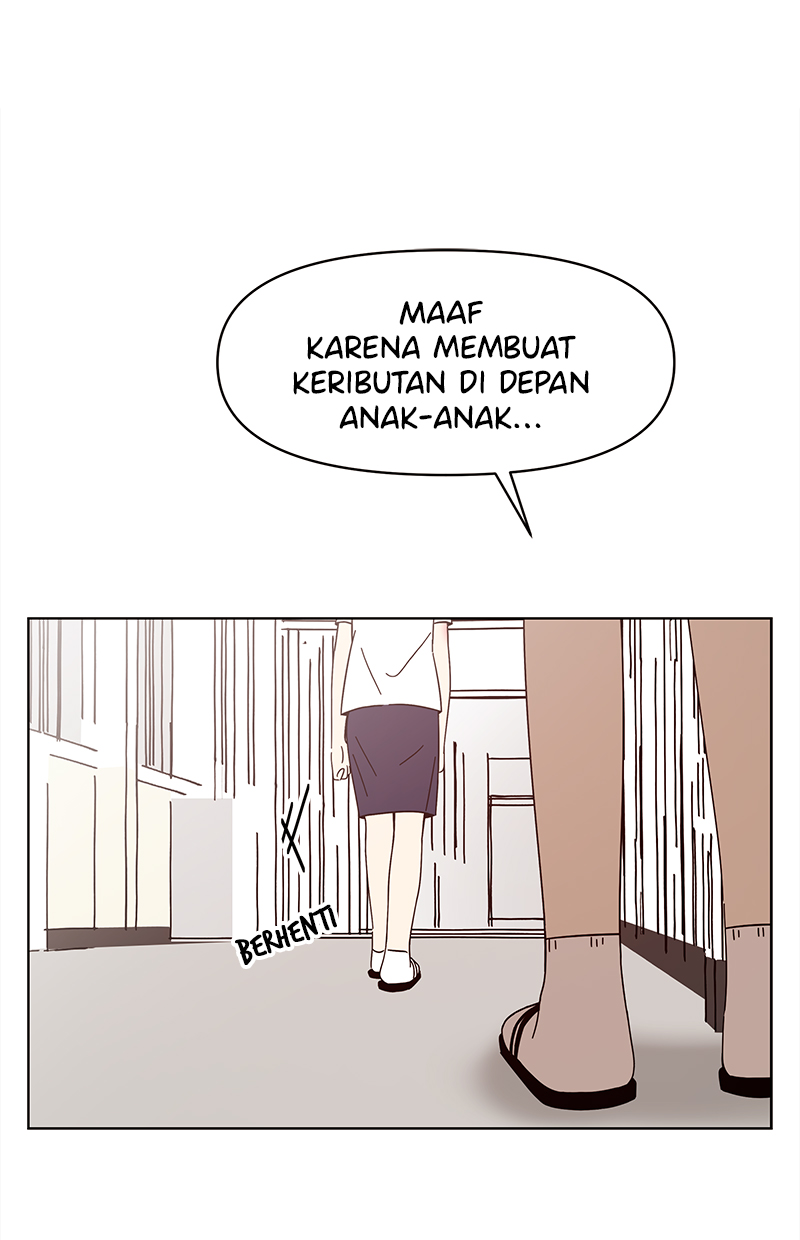 MAAF
KARENA MEMBUAT
KERIBUTAN DI DEPAN
ANAK-ANAK...
BERHENTI